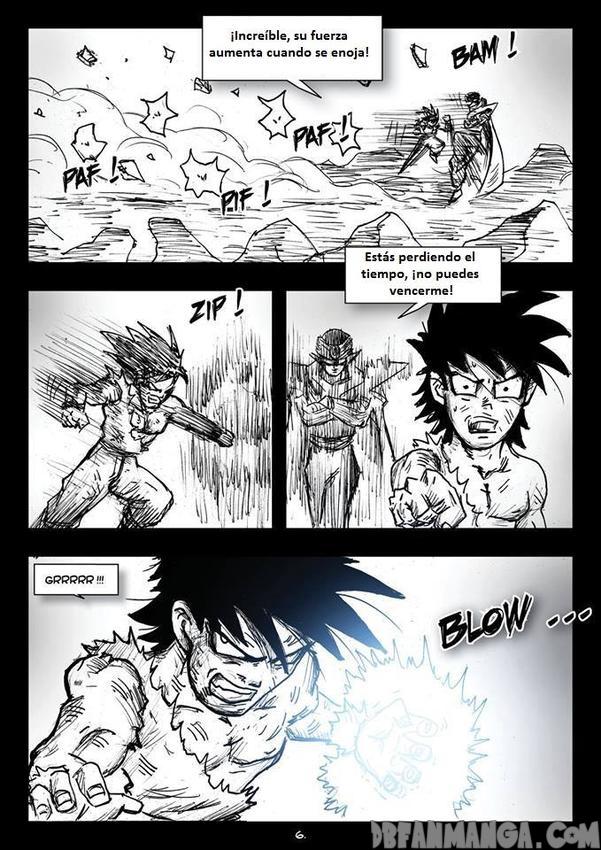 ¡Increíble, su fuerza
aumenta cuando se enoja!
BAM!
PAF!
PAF!
PIF!
Estás perdiendo el
tiempo, ¡no puedes
vencerme!
ZIP!
GRRRRR !!!
BLOW ...
6.
DBFANMANGA.COM